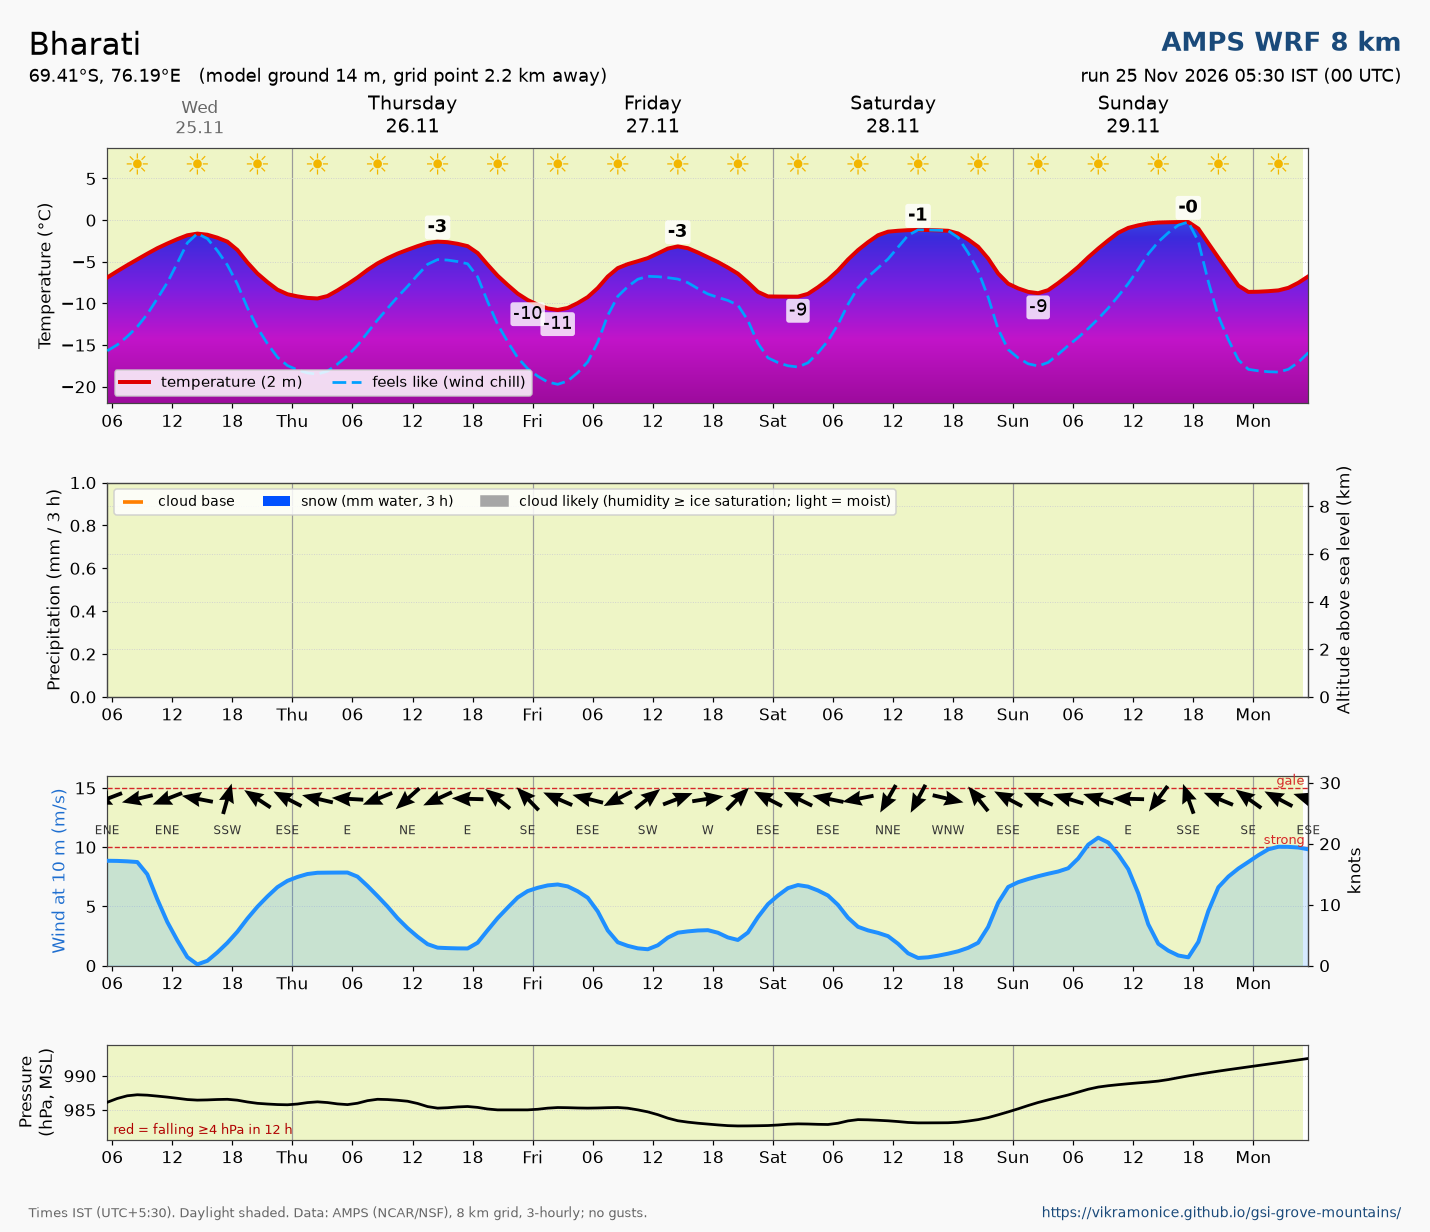 Bharati
AMPS WRF 8 km
69.41°S, 76.19°E (model ground 14 m, grid point 2.2 km away)
run 25 Nov 2026 05:30 IST (00 UTC)
Wed Thursday Friday Saturday Sunday
25.11 26.11 27.11 28.11 29.11
Temperature (°C)
5
0
−5
−10
−15
−20
-3 -3 -1 -0
-10 -11 -9 -9
temperature (2 m) feels like (wind chill)
06 12 18 Thu 06 12 18 Fri 06 12 18 Sat 06 12 18 Sun 06 12 18 Mon
Precipitation (mm / 3 h)
1.0
0.8
0.6
0.4
0.2
0.0
cloud base snow (mm water, 3 h) cloud likely (humidity ≥ ice saturation; light = moist)
8
6
4
2
0
Altitude above sea level (km)
06 12 18 Thu 06 12 18 Fri 06 12 18 Sat 06 12 18 Sun 06 12 18 Mon
Wind at 10 m (m/s)
15
10
5
0
gale
ENE ENE SSW ESE E NE E SE ESE SW W ESE ESE NNE WNW ESE ESE E SSE SE ESE
strong
30
20
10
0
knots
06 12 18 Thu 06 12 18 Fri 06 12 18 Sat 06 12 18 Sun 06 12 18 Mon
Pressure
(hPa, MSL)
990
985
red = falling ≥4 hPa in 12 h
06 12 18 Thu 06 12 18 Fri 06 12 18 Sat 06 12 18 Sun 06 12 18 Mon
Times IST (UTC+5:30). Daylight shaded. Data: AMPS (NCAR/NSF), 8 km grid, 3-hourly; no gusts.
https://vikramonice.github.io/gsi-grove-mountains/